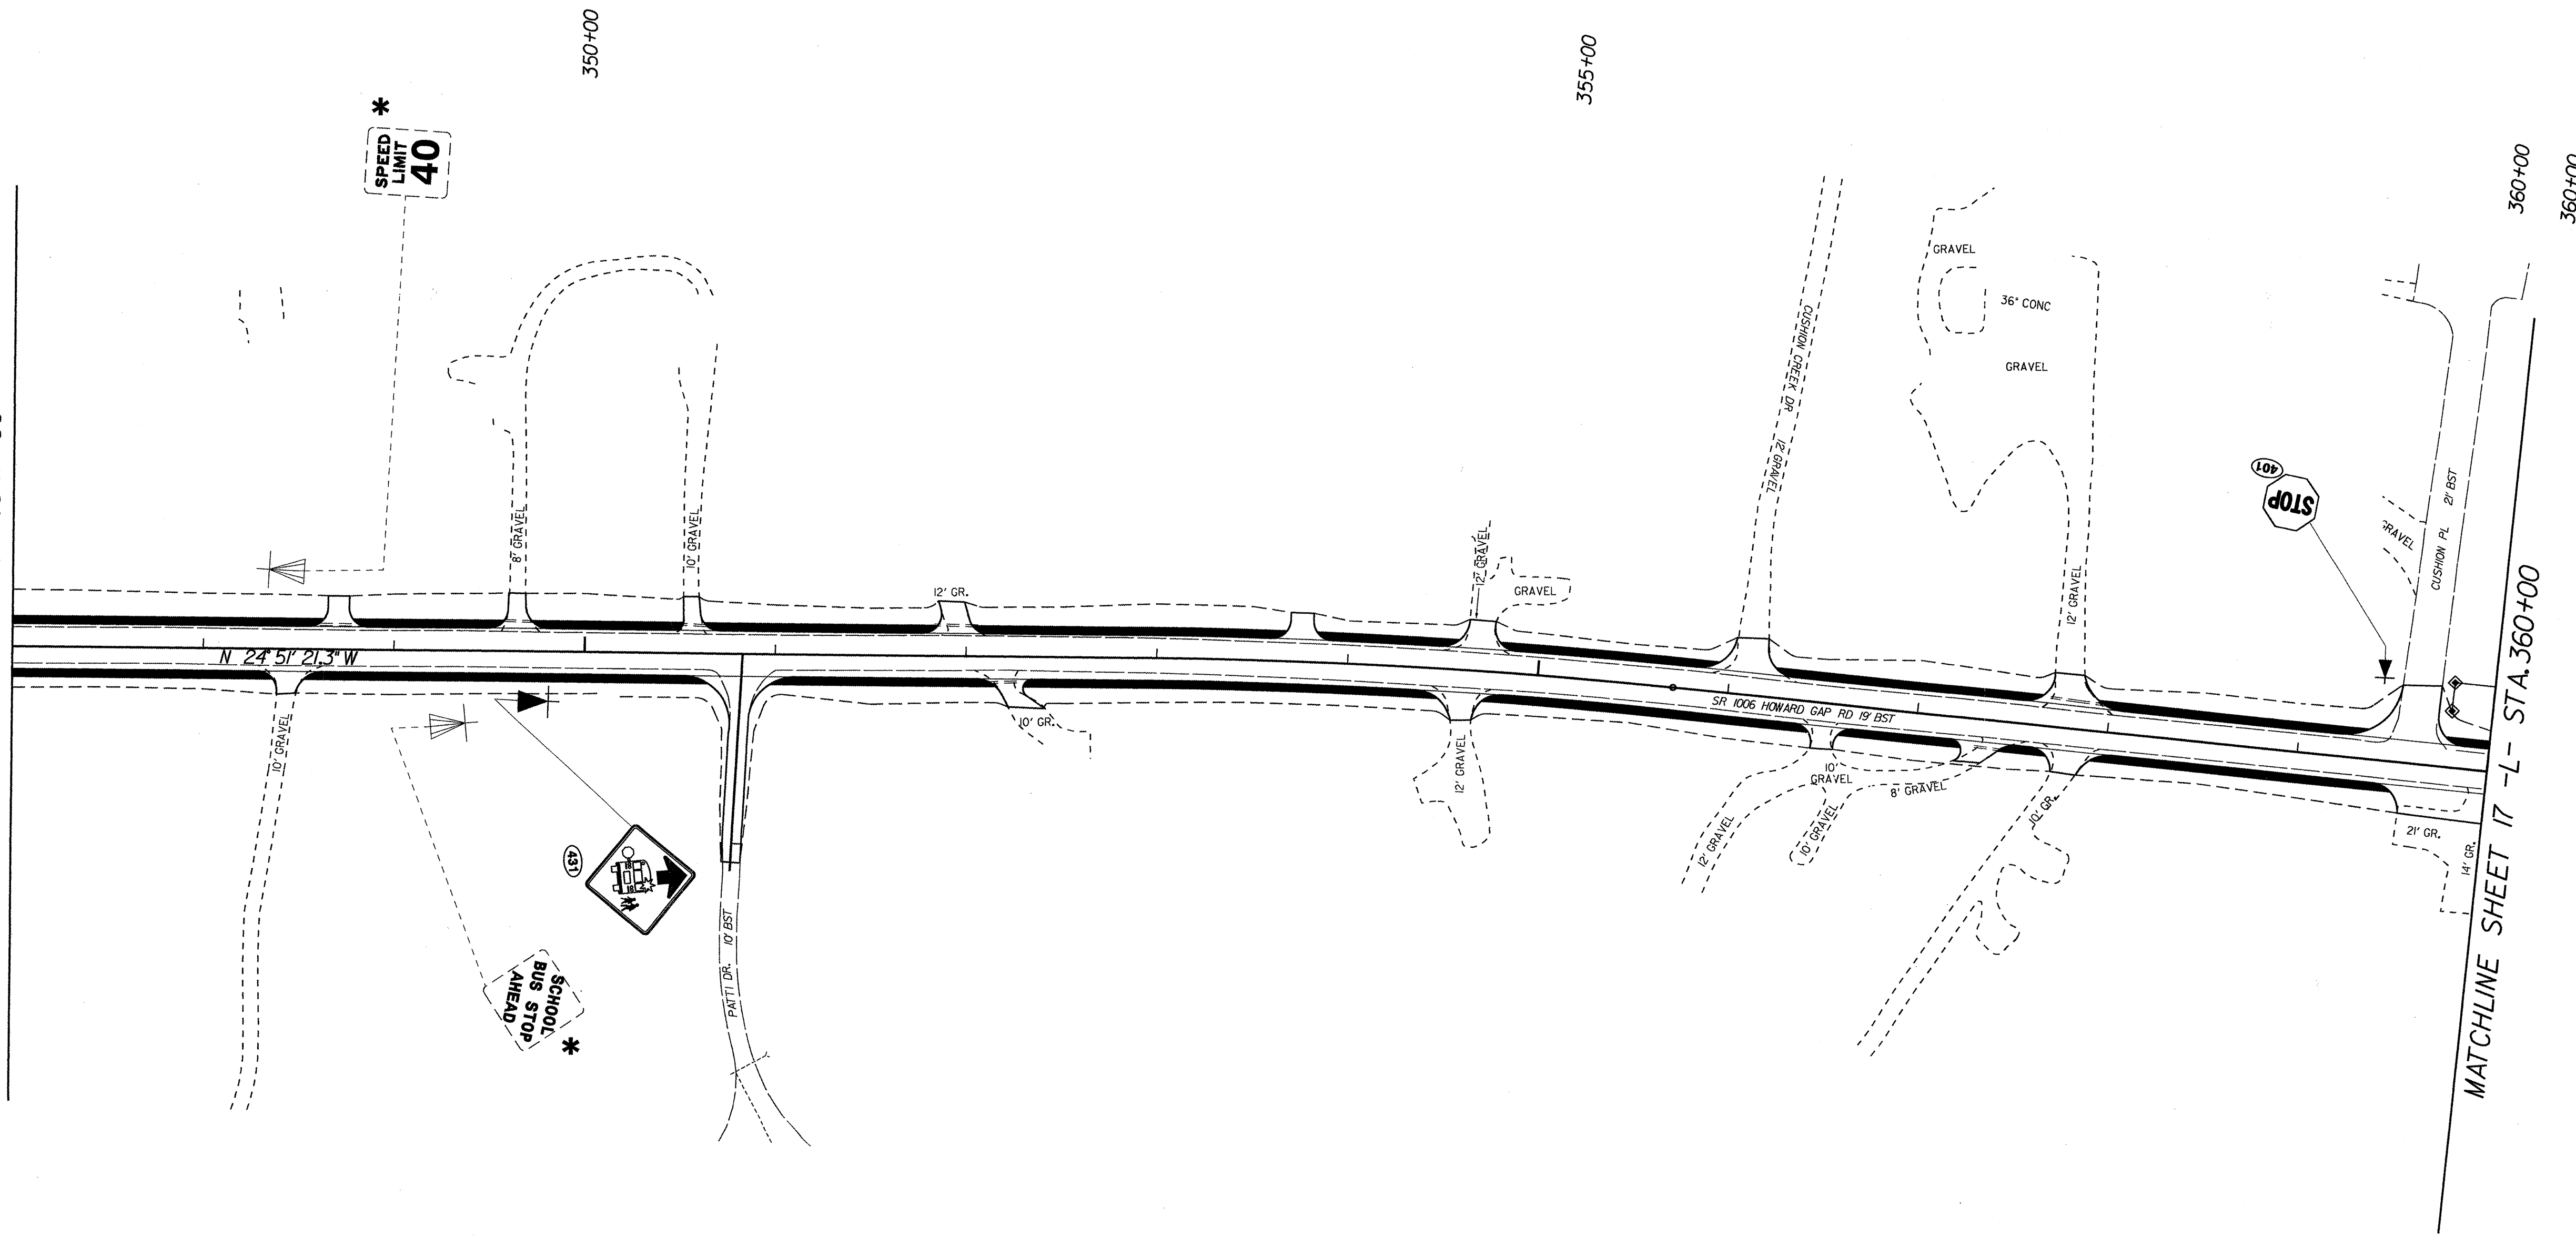 350+00
355+00
360+00
360+00
*
SPEED
LIMIT
40
GRAVEL
36" CONC
GRAVEL
CUSHION CREEK DR
12' GRAVEL
8' GRAVEL
10' GRAVEL
12' GR.
12' GRAVEL
GRAVEL
12' GRAVEL
401
STOP
GRAVEL
CUSHION PL
21' BST
N 24° 51' 21.3" W
SR 1006 HOWARD GAP RD 19' BST
10' GRAVEL
10' GR.
12' GRAVEL
10'
GRAVEL
8' GRAVEL
12' GRAVEL
10' GRAVEL
10' GR.
21' GR.
14' GR.
431
PATTI DR. 10' BST
SCHOOL
BUS STOP
AHEAD
*
MATCHLINE SHEET 17 -L- STA.360+00